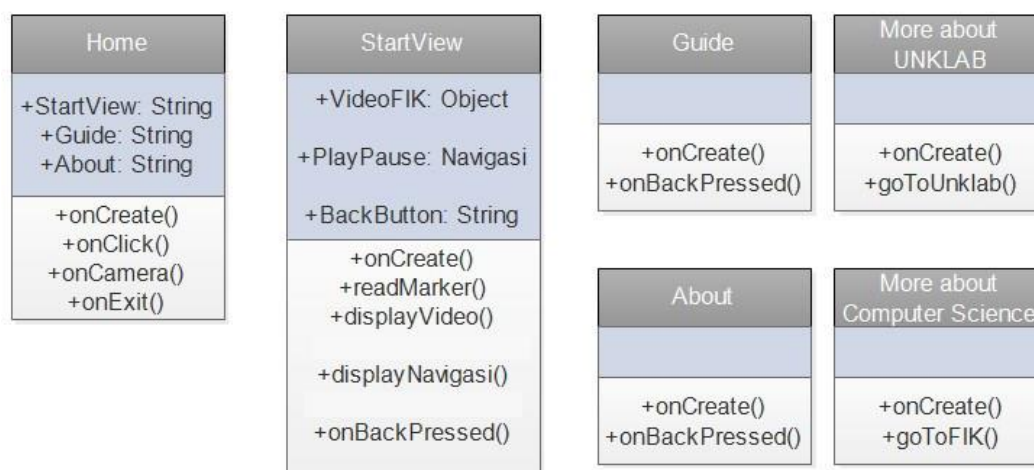 Home
+StartView: String
+Guide: String
+About: String
+onCreate()
+onClick()
+onCamera()
+onExit()
StartView
+VideoFIK: Object
+PlayPause: Navigasi
+BackButton: String
+onCreate()
+readMarker()
+displayVideo()
+displayNavigasi()
+onBackPressed()
Guide
+onCreate()
+onBackPressed()
More about
UNKLAB
+onCreate()
+goToUnklab()
About
+onCreate()
+onBackPressed()
More about
Computer Science
+onCreate()
+goToFIK()